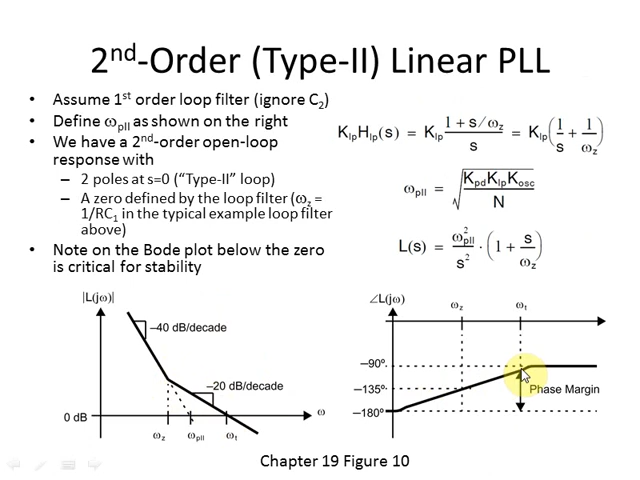 2nd-Order (Type-II) Linear PLL
• Assume 1st order loop filter (ignore C2)
• Define ωpll as shown on the right
• We have a 2nd-order open-loop
response with
– 2 poles at s=0 (“Type-II” loop)
– A zero defined by the loop filter (ωz =
1/RC1 in the typical example loop filter
above)
• Note on the Bode plot below the zero
is critical for stability
KlpHlp(s) = Klp (1 + s/ωz)/s = Klp(1/s + 1/ωz)
ωpll = √(KpdKlpKosc/N)
L(s) = ω²pll/s² · (1 + s/ωz)
|L(jω)|
–40 dB/decade
–20 dB/decade
0 dB
ω
ωz ωpll ωt
∠L(jω)
ωz ωt
–90°
–135°
–180°
Phase Margin
Chapter 19 Figure 10